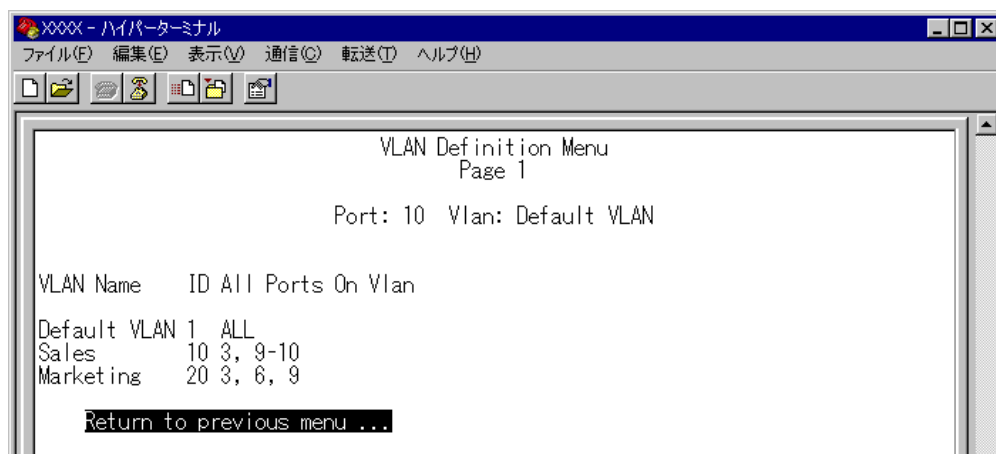 XXXX - ハイパーターミナル
ファイル(F) 編集(E) 表示(V) 通信(C) 転送(T) ヘルプ(H)
VLAN Definition Menu
Page 1
Port: 10 Vlan: Default VLAN
VLAN Name ID All Ports On Vlan
Default VLAN 1 ALL
Sales 10 3, 9-10
Marketing 20 3, 6, 9
Return to previous menu ...